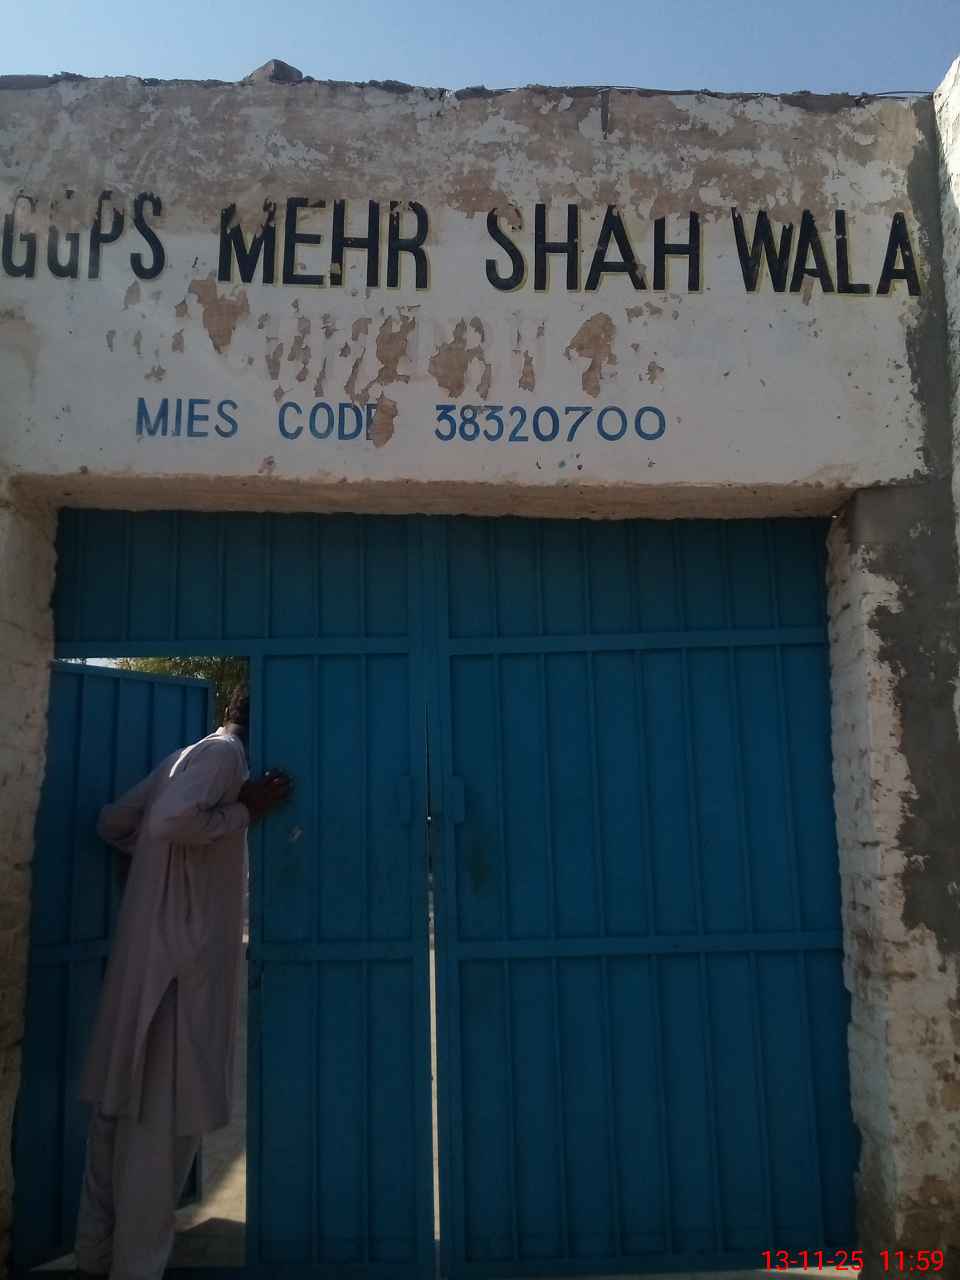 GGPS MEHR SHAH WALA
MIES CODE 38320700
13-11-25 11:59